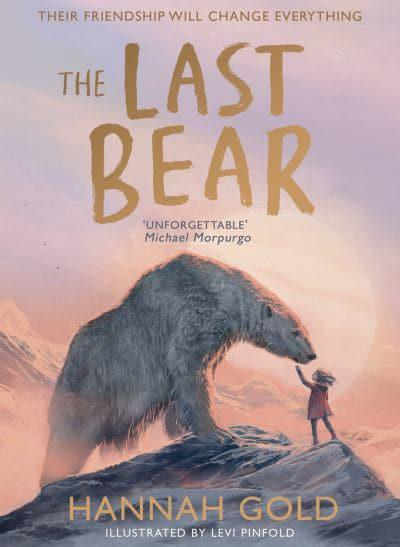 THEIR FRIENDSHIP WILL CHANGE EVERYTHING
THE LAST
BEAR
'UNFORGETTABLE'
Michael Morpurgo
HANNAH GOLD
ILLUSTRATED BY LEVI PINFOLD